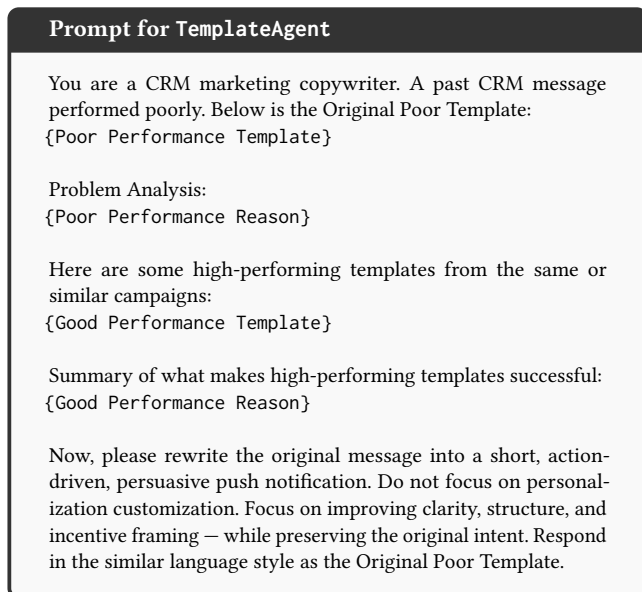 Prompt for TemplateAgent
You are a CRM marketing copywriter. A past CRM message
performed poorly. Below is the Original Poor Template:
{Poor Performance Template}
Problem Analysis:
{Poor Performance Reason}
Here are some high-performing templates from the same or
similar campaigns:
{Good Performance Template}
Summary of what makes high-performing templates successful:
{Good Performance Reason}
Now, please rewrite the original message into a short, action-
driven, persuasive push notification. Do not focus on personal-
ization customization. Focus on improving clarity, structure, and
incentive framing — while preserving the original intent. Respond
in the similar language style as the Original Poor Template.